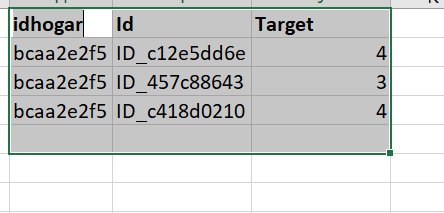 idhogar Id Target
bcaa2e2f5 ID_c12e5dd6e 4
bcaa2e2f5 ID_457c88643 3
bcaa2e2f5 ID_c418d0210 4